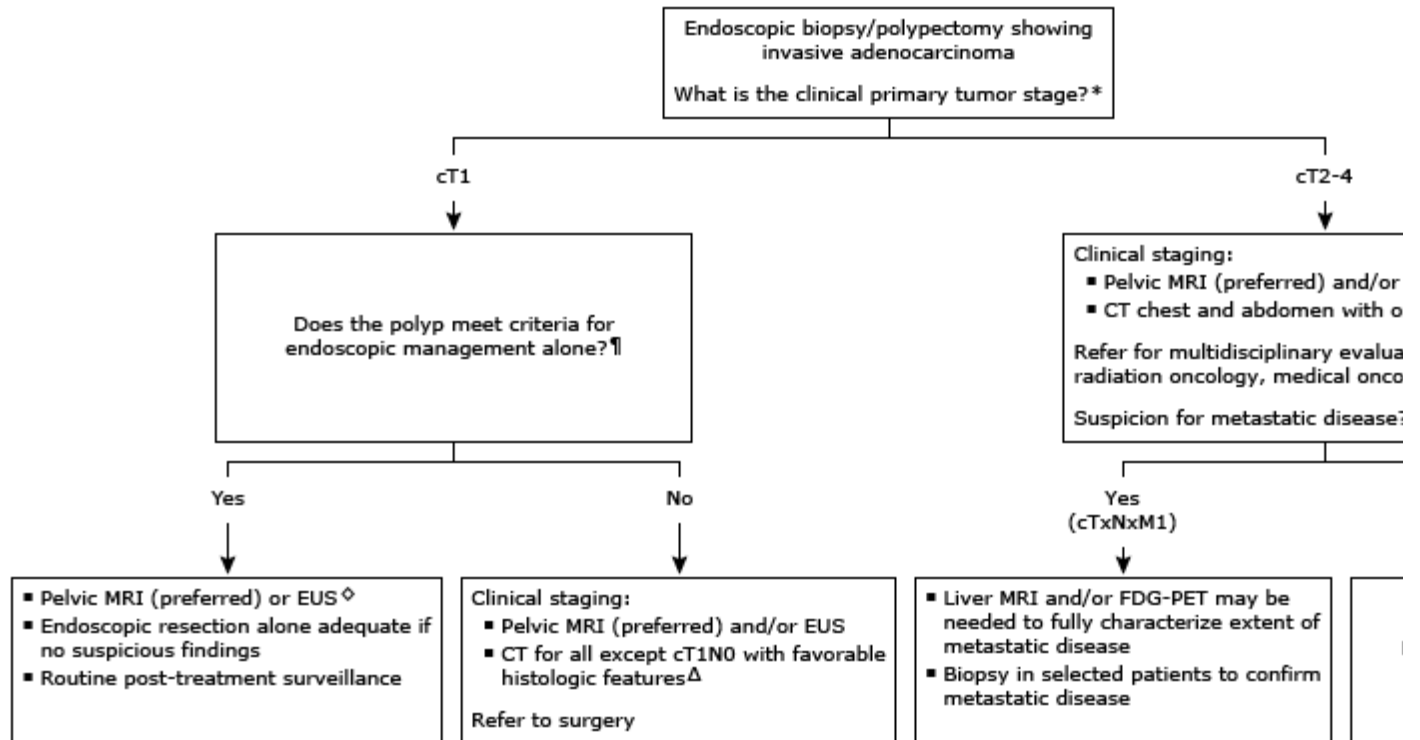 Endoscopic biopsy/polypectomy showing
invasive adenocarcinoma
What is the clinical primary tumor stage?*
cT1
cT2-4
Does the polyp meet criteria for
endoscopic management alone?¶
Clinical staging:
▪ Pelvic MRI (preferred) and/or
▪ CT chest and abdomen with o
Refer for multidisciplinary evalua
radiation oncology, medical onco
Suspicion for metastatic disease?
Yes
No
Yes
(cTxNxM1)
▪ Pelvic MRI (preferred) or EUS◇
▪ Endoscopic resection alone adequate if
no suspicious findings
▪ Routine post-treatment surveillance
Clinical staging:
▪ Pelvic MRI (preferred) and/or EUS
▪ CT for all except cT1N0 with favorable
histologic featuresΔ
Refer to surgery
▪ Liver MRI and/or FDG-PET may be
needed to fully characterize extent of
metastatic disease
▪ Biopsy in selected patients to confirm
metastatic disease